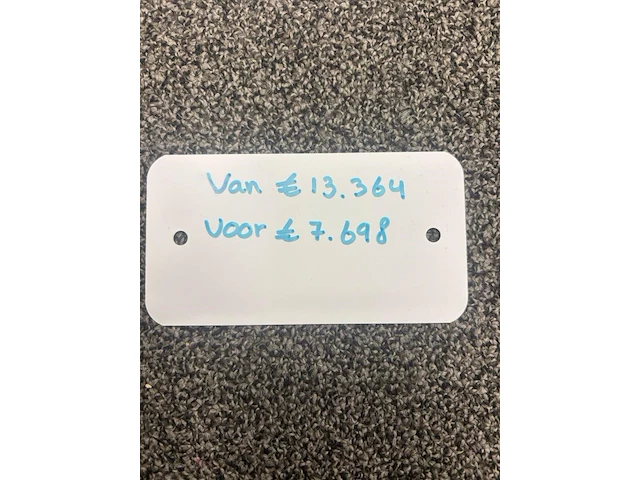 Van € 13.364
Voor € 7.698